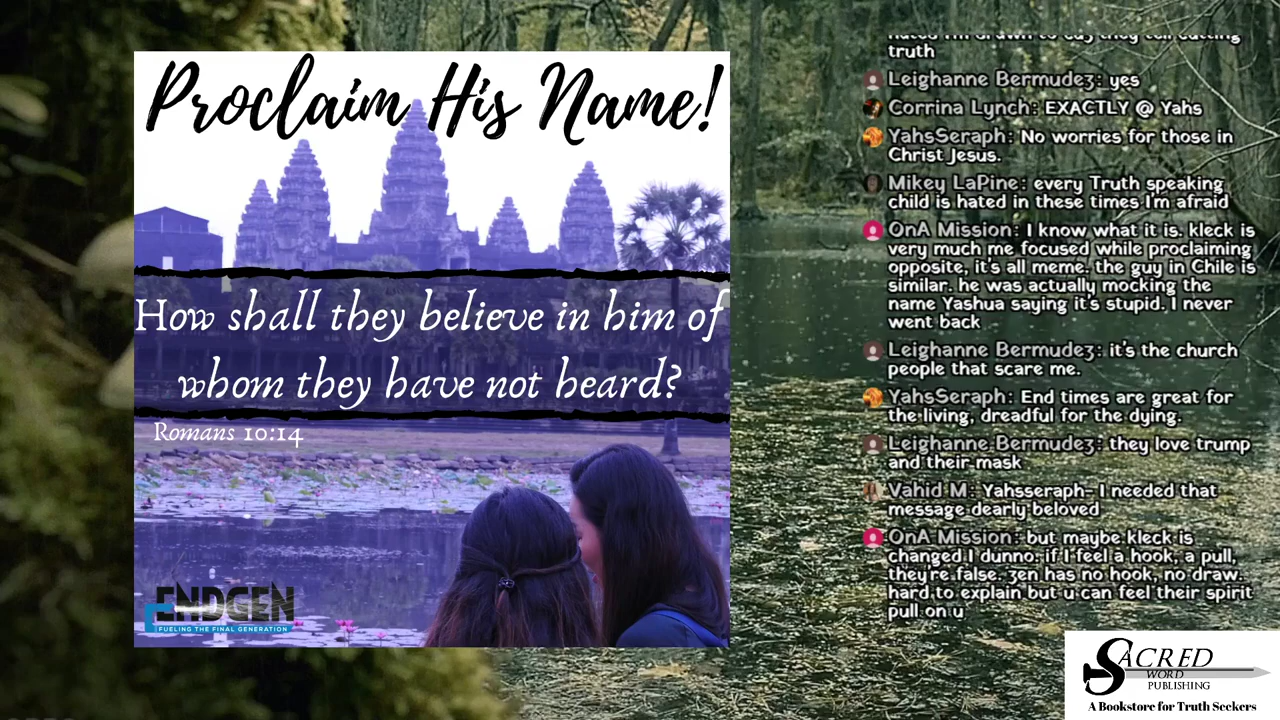 Proclaim His Name!
How shall they believe in him of
whom they have not heard?
Romans 10:14
ENDGEN
FUELING THE FINAL GENERATION
truth
Leighanne Bermudez: yes
Corrina Lynch: EXACTLY @ Yahs
YahsSeraph: No worries for those in
Christ Jesus.
Mikey LaPine: every Truth speaking
child is hated in these times I'm afraid
OnA Mission: I know what it is. kleck is
very much me focused while proclaiming
opposite, it's all meme. the guy in Chile is
similar. he was actually mocking the
name Yashua saying it's stupid. I never
went back
Leighanne Bermudez: it's the church
people that scare me.
YahsSeraph: End times are great for
the living, dreadful for the dying.
Leighanne Bermudez: they love trump
and their mask
Vahid M: Yahsseraph- I needed that
message dearly beloved
OnA Mission: but maybe kleck is
changed I dunno. if I feel a hook, a pull,
they're false. zen has no hook, no draw.
hard to explain but u can feel their spirit
pull on u
SACRED
WORD
PUBLISHING
A Bookstore for Truth Seekers